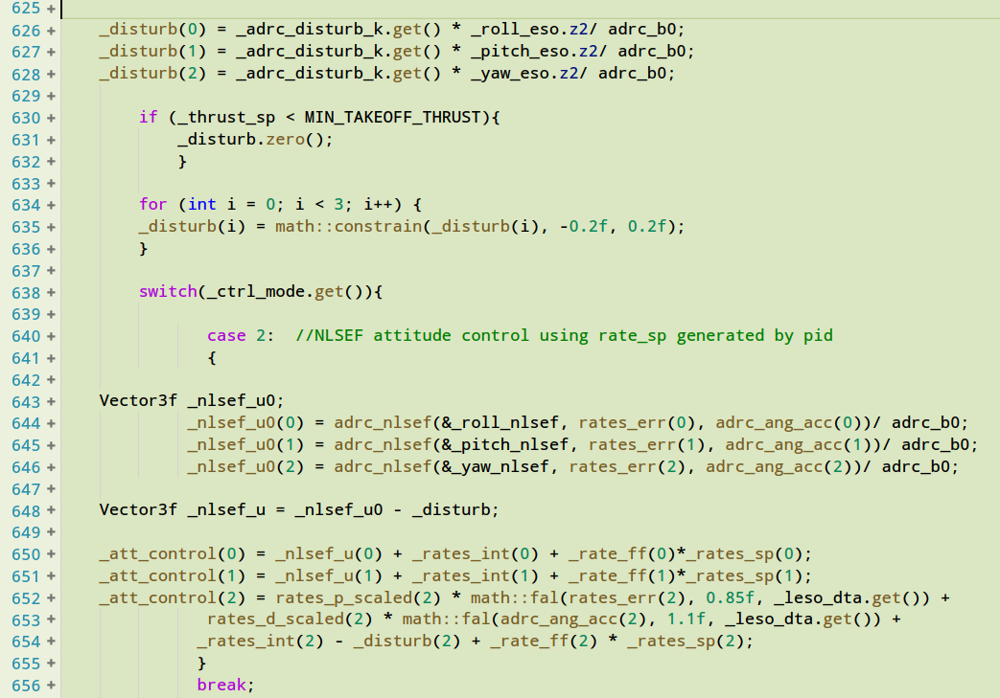 625 +
626 + _disturb(0) = _adrc_disturb_k.get() * _roll_eso.z2/ adrc_b0;
627 + _disturb(1) = _adrc_disturb_k.get() * _pitch_eso.z2/ adrc_b0;
628 + _disturb(2) = _adrc_disturb_k.get() * _yaw_eso.z2/ adrc_b0;
629 +
630 + if (_thrust_sp < MIN_TAKEOFF_THRUST){
631 + _disturb.zero();
632 + }
633 +
634 + for (int i = 0; i < 3; i++) {
635 + _disturb(i) = math::constrain(_disturb(i), -0.2f, 0.2f);
636 + }
637 +
638 + switch(_ctrl_mode.get()){
639 +
640 + case 2: //NLSEF attitude control using rate_sp generated by pid
641 + {
642 +
643 + Vector3f _nlsef_u0;
644 + _nlsef_u0(0) = adrc_nlsef(&_roll_nlsef, rates_err(0), adrc_ang_acc(0))/ adrc_b0;
645 + _nlsef_u0(1) = adrc_nlsef(&_pitch_nlsef, rates_err(1), adrc_ang_acc(1))/ adrc_b0;
646 + _nlsef_u0(2) = adrc_nlsef(&_yaw_nlsef, rates_err(2), adrc_ang_acc(2))/ adrc_b0;
647 +
648 + Vector3f _nlsef_u = _nlsef_u0 - _disturb;
649 +
650 + _att_control(0) = _nlsef_u(0) + _rates_int(0) + _rate_ff(0)*_rates_sp(0);
651 + _att_control(1) = _nlsef_u(1) + _rates_int(1) + _rate_ff(1)*_rates_sp(1);
652 + _att_control(2) = rates_p_scaled(2) * math::fal(rates_err(2), 0.85f, _leso_dta.get()) +
653 + rates_d_scaled(2) * math::fal(adrc_ang_acc(2), 1.1f, _leso_dta.get()) +
654 + _rates_int(2) - _disturb(2) + _rate_ff(2) * _rates_sp(2);
655 + }
656 + break;